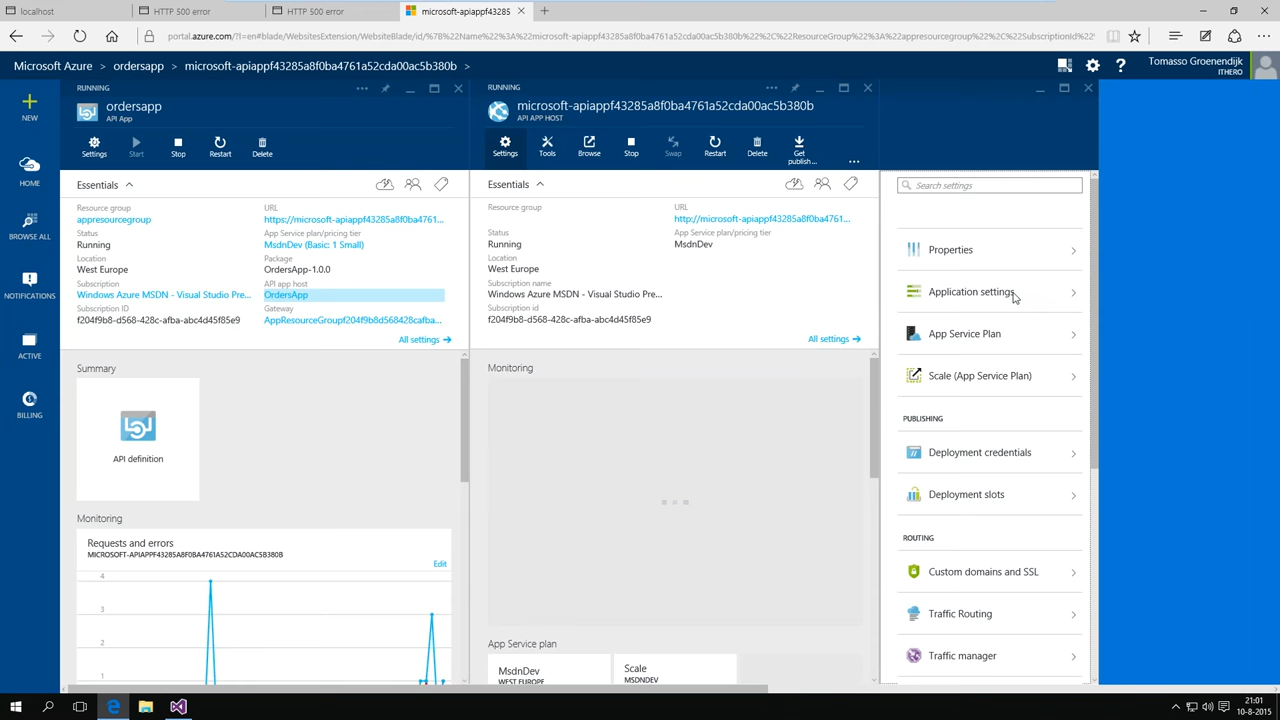 localhost
HTTP 500 error
HTTP 500 error
microsoft-apiappf43285
portal.azure.com/?l=en#blade/WebsitesExtension/WebsiteBlade/id/%7B%22Name%22%3A%22microsoft-apiappf43285a8f0ba4761a52cda00ac5b380b%22%2C%22ResourceGroup%22%3A%22appresourcegroup%22%2C%22SubscriptionId%22%
Microsoft Azure > ordersapp > microsoft-apiappf43285a8f0ba4761a52cda00ac5b380b >
Tomasso Groenendijk
ITHERO
NEW
HOME
BROWSE ALL
NOTIFICATIONS
ACTIVE
BILLING
RUNNING
ordersapp
API App
Settings
Start
Stop
Restart
Delete
Essentials
Resource group
appresourcegroup
Status
Running
Location
West Europe
Subscription
Windows Azure MSDN - Visual Studio Pre...
Subscription ID
f204f9b8-d568-428c-afba-abc4d45f85e9
URL
https://microsoft-apiappf43285a8f0ba4761...
App Service plan/pricing tier
MsdnDev (Basic: 1 Small)
Package
OrdersApp-1.0.0
API app host
OrdersApp
Gateway
AppResourceGroupf204f9b8d568428cafba...
All settings →
Summary
API definition
Monitoring
Requests and errors
MICROSOFT-APIAPPF43285A8F0BA4761A52CDA00AC5B380B
Edit
4
3
2
1
RUNNING
microsoft-apiappf43285a8f0ba4761a52cda00ac5b380b
API APP HOST
Settings
Tools
Browse
Stop
Swap
Restart
Delete
Get
publish...
Essentials
Resource group
Status
Running
Location
West Europe
Subscription name
Windows Azure MSDN - Visual Studio Pre...
Subscription id
f204f9b8-d568-428c-afba-abc4d45f85e9
URL
http://microsoft-apiappf43285a8f0ba4761a...
App Service plan/pricing tier
MsdnDev
All settings →
Monitoring
App Service plan
MsdnDev
WEST EUROPE
Scale
MSDNDEV
Search settings
Properties
Application settings
App Service Plan
Scale (App Service Plan)
PUBLISHING
Deployment credentials
Deployment slots
ROUTING
Custom domains and SSL
Traffic Routing
Traffic manager
21:01
10-8-2015